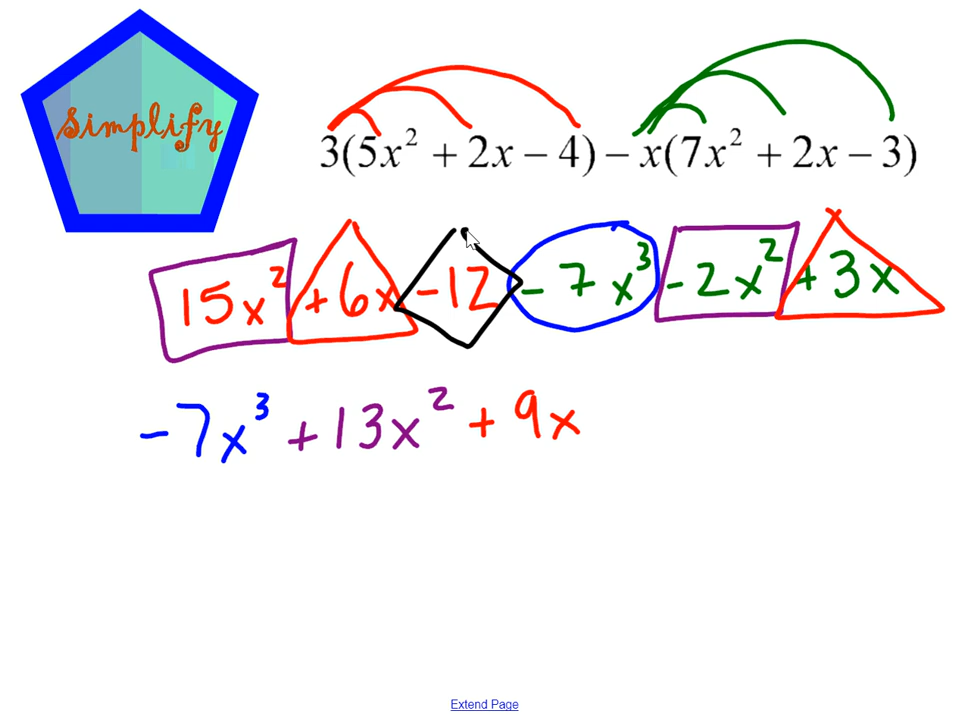 Simplify
3(5x² + 2x − 4) − x(7x² + 2x − 3)
15x² + 6x − 12 − 7x³ − 2x² + 3x
−7x³ + 13x² + 9x
Extend Page